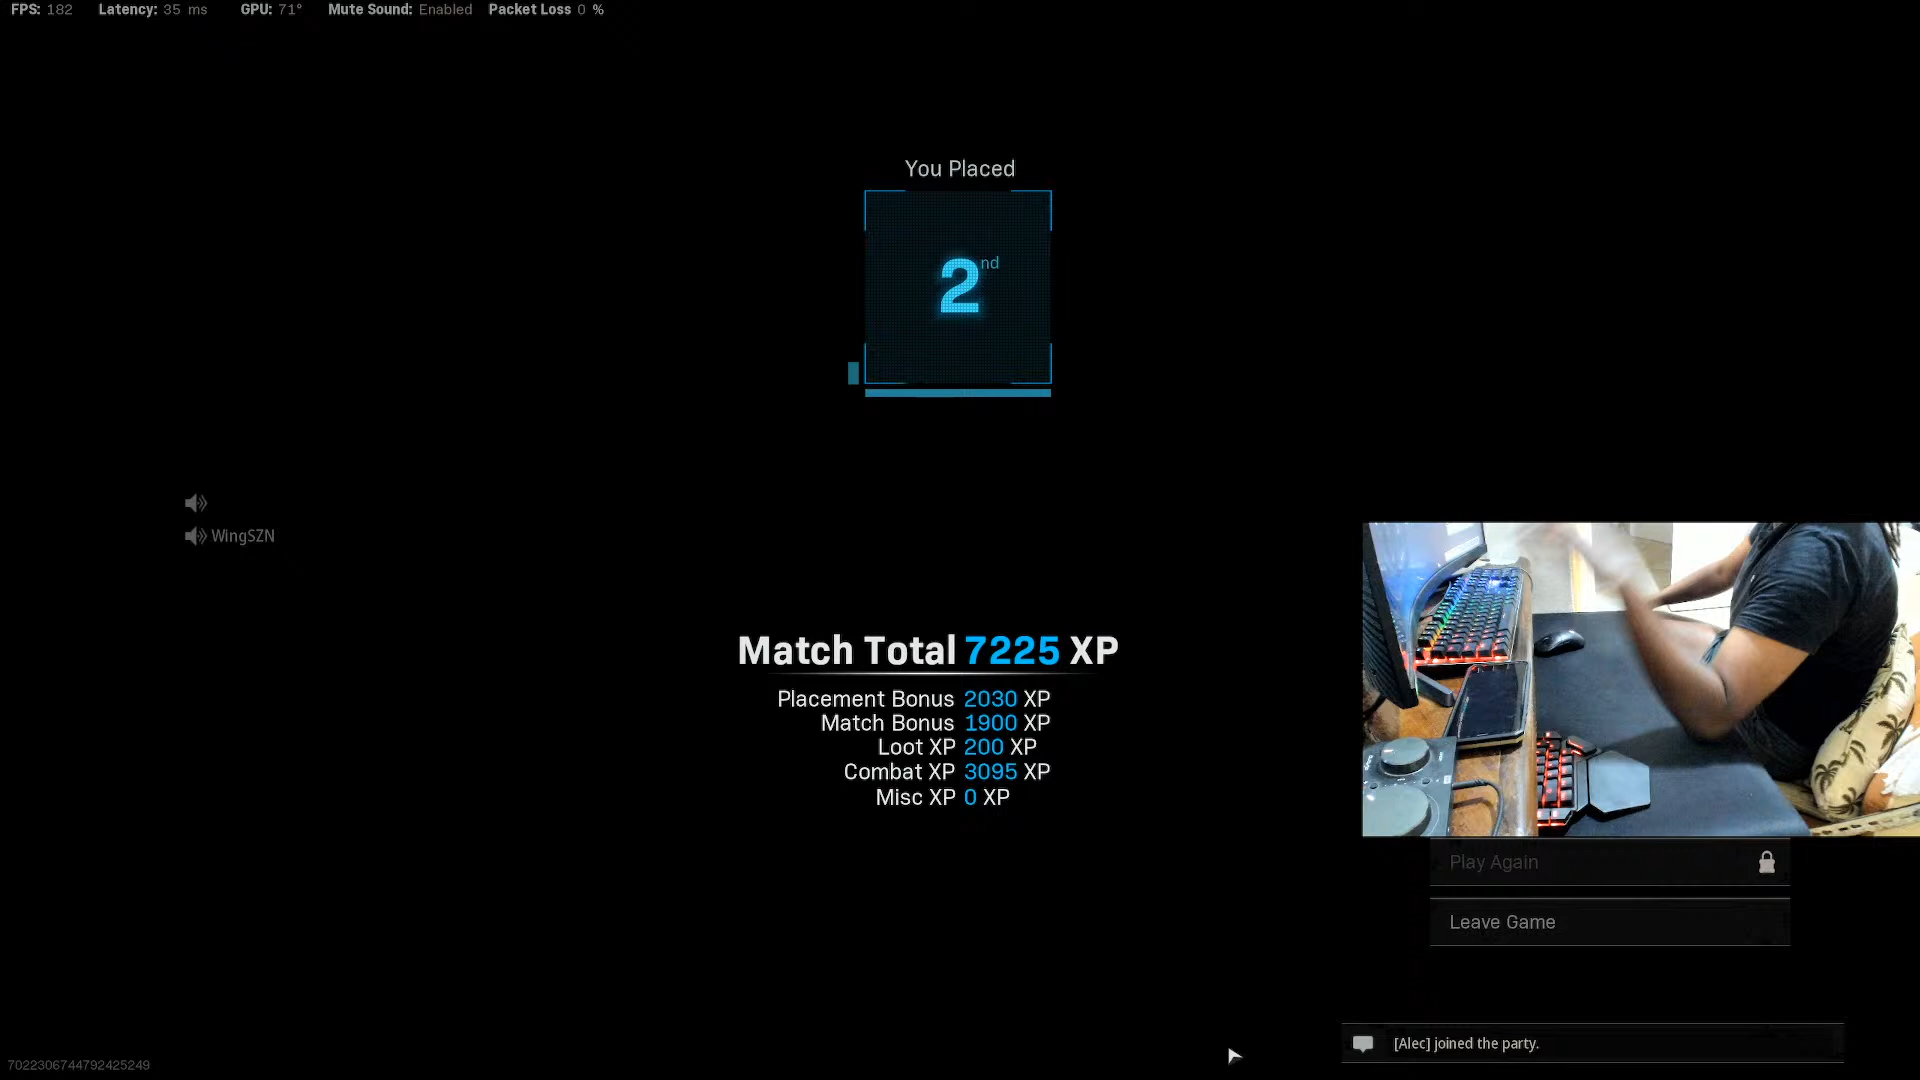 FPS: 182 Latency: 35 ms GPU: 71° Mute Sound: Enabled Packet Loss 0 %
You Placed
2nd
WingSZN
Match Total 7225 XP
Placement Bonus 2030 XP
Match Bonus 1900 XP
Loot XP 200 XP
Combat XP 3095 XP
Misc XP 0 XP
Play Again
Leave Game
[Alec] joined the party.
7022306744792425249